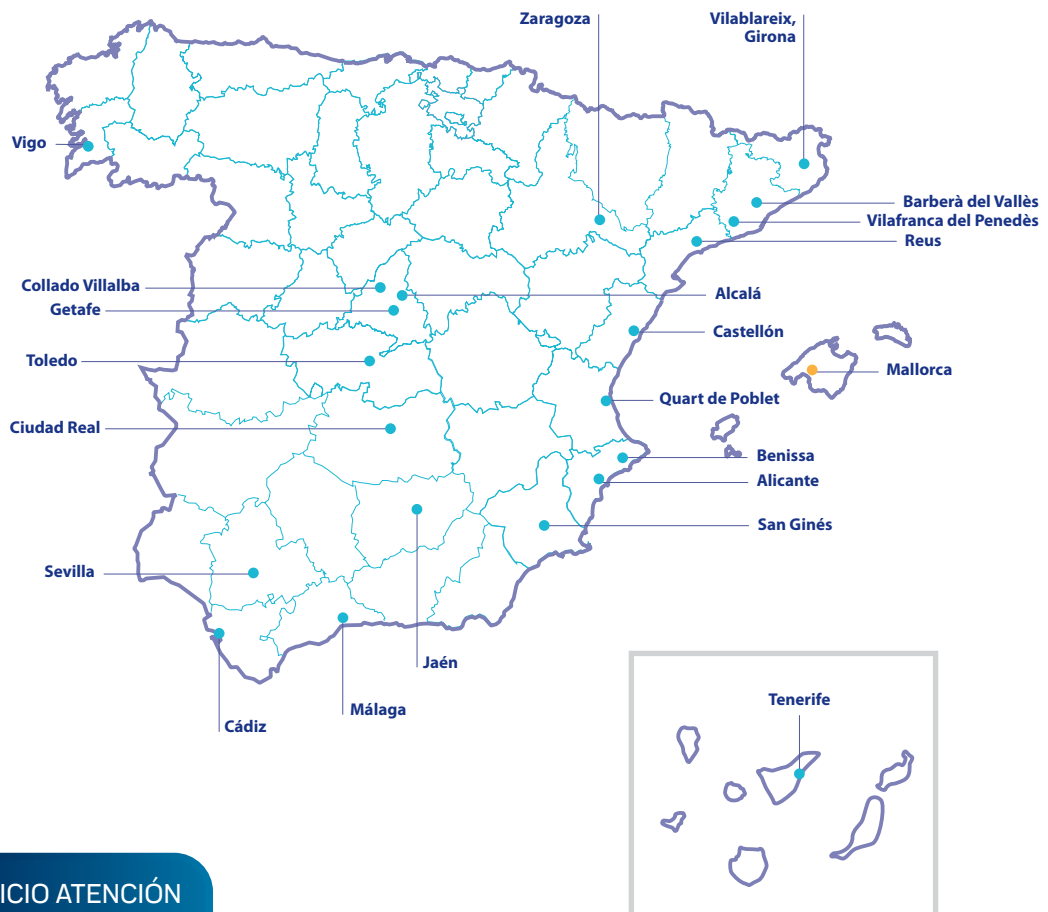 Zaragoza
Vilablareix,
Girona
Vigo
Barberà del Vallès
Vilafranca del Penedès
Reus
Collado Villalba
Alcalá
Getafe
Castellón
Toledo
Mallorca
Quart de Poblet
Ciudad Real
Benissa
Alicante
San Ginés
Sevilla
Jaén
Málaga
Cádiz
Tenerife
ICIO ATENCIÓN